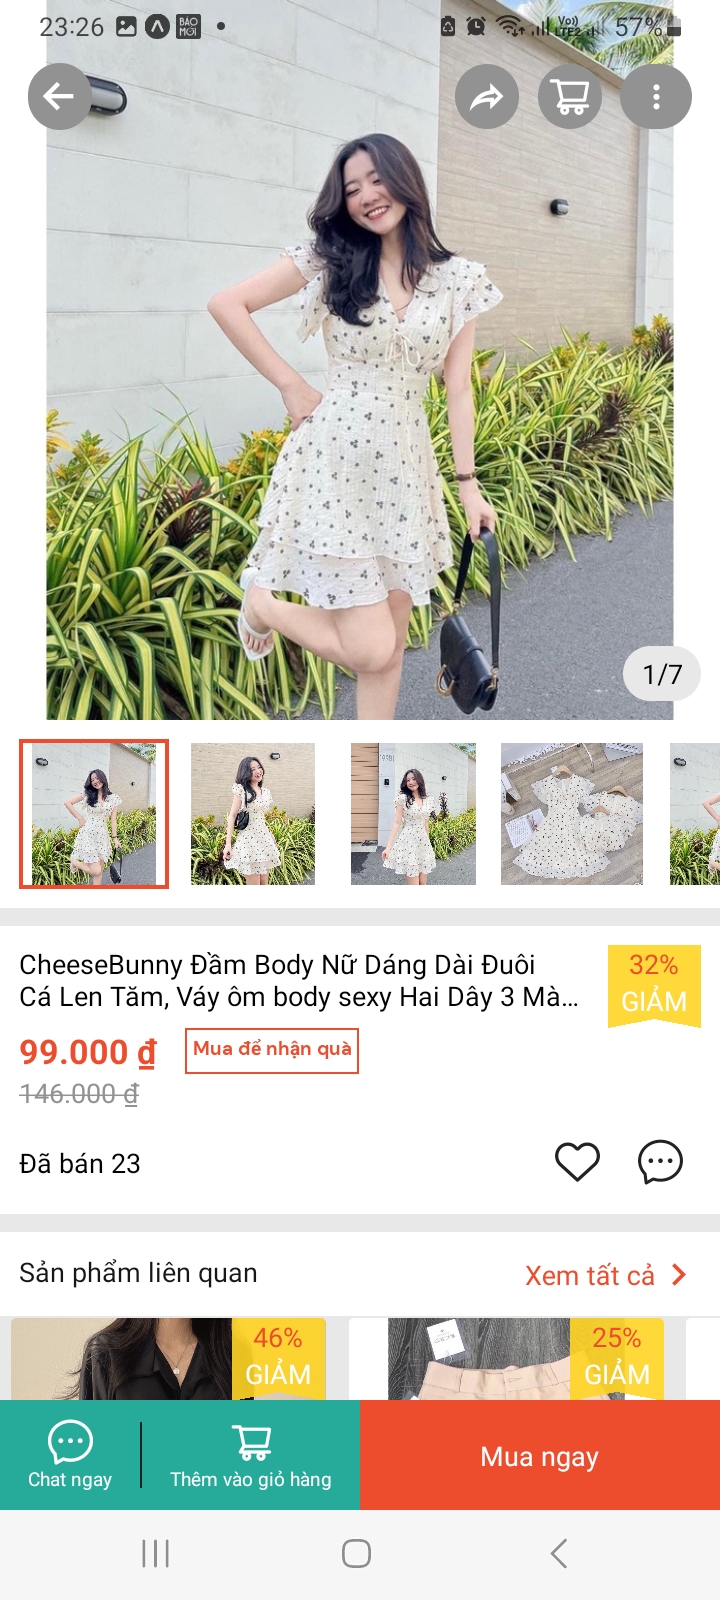 23:26
BÁO
MỚI
Vo))
LTE2
57%
1/7
CheeseBunny Đầm Body Nữ Dáng Dài Đuôi
Cá Len Tăm, Váy ôm body sexy Hai Dây 3 Mà...
32%
GIẢM
99.000 ₫
Mua để nhận quà
146.000 ₫
Đã bán 23
Sản phẩm liên quan
Xem tất cả
46%
GIẢM
25%
GIẢM
Chat ngay
Thêm vào giỏ hàng
Mua ngay